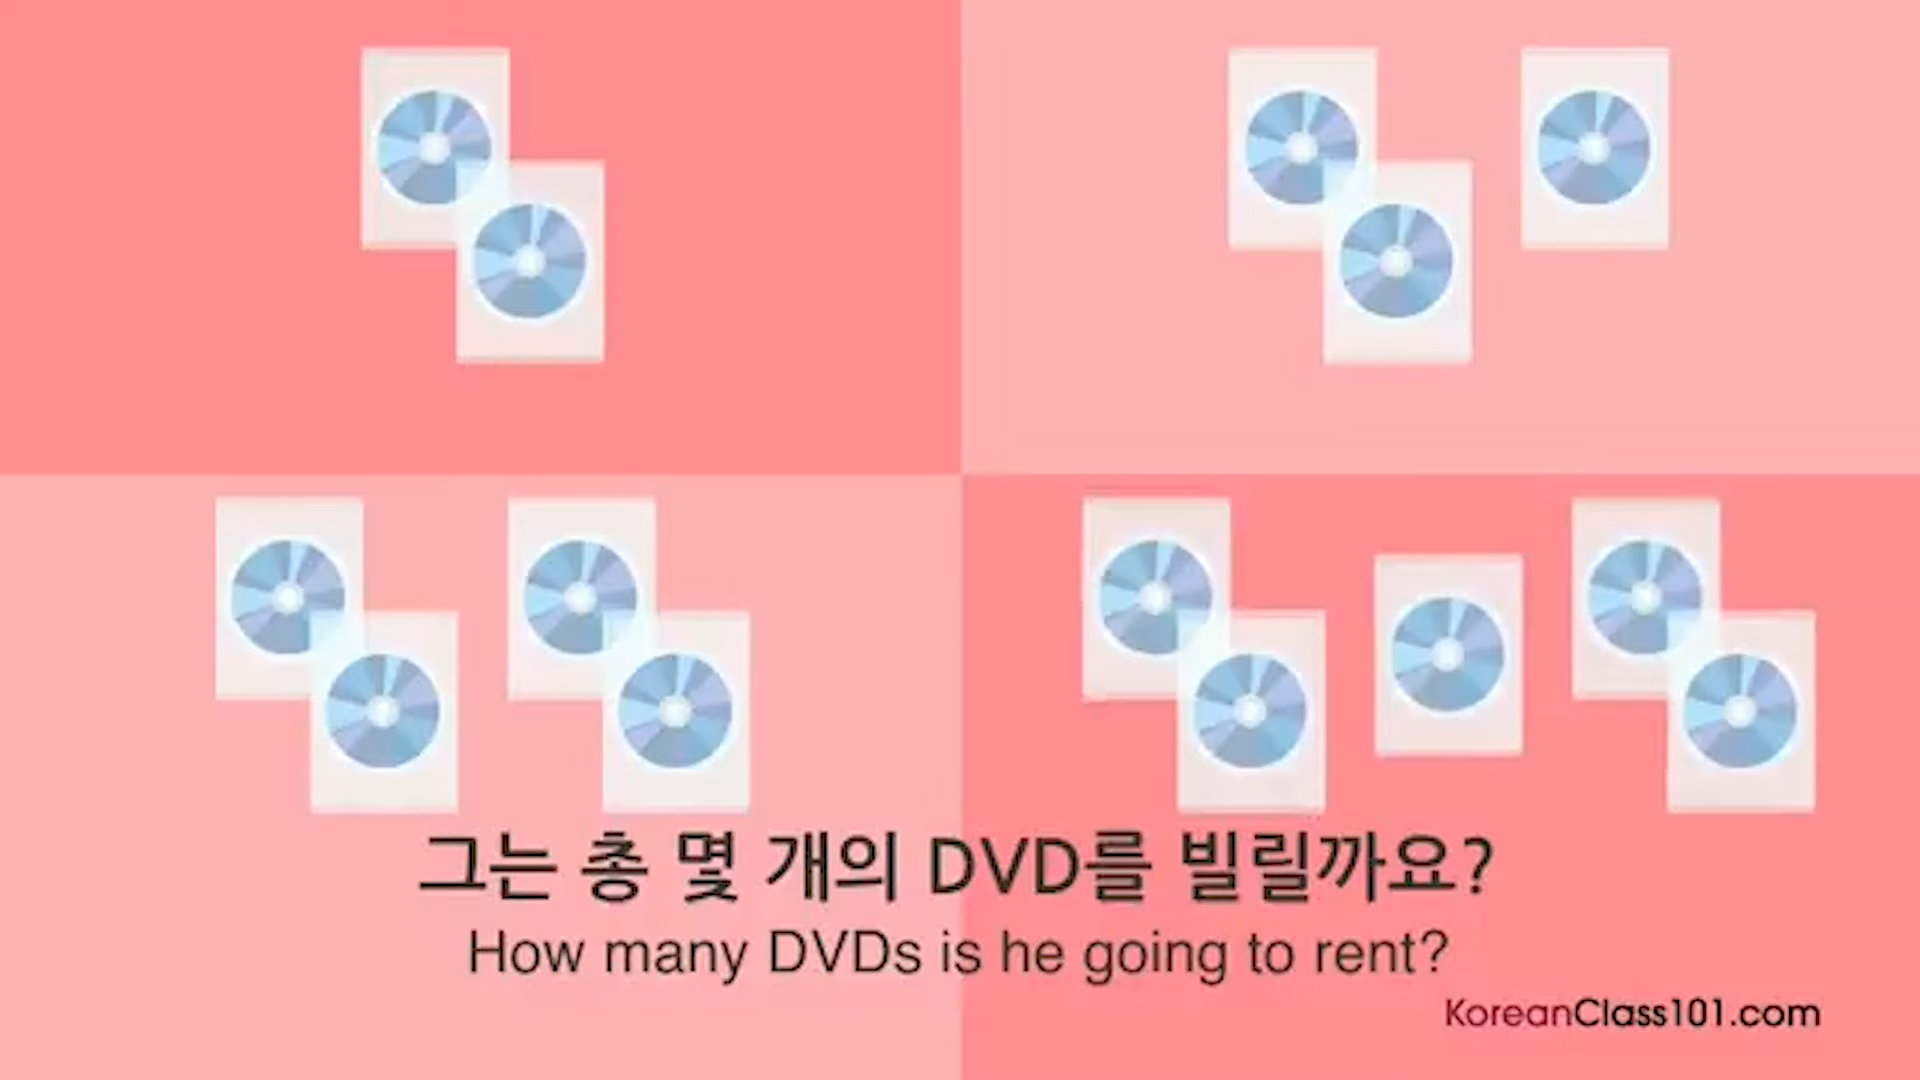 그는 총 몇 개의 DVD를 빌릴까요?
How many DVDs is he going to rent?
KoreanClass101.com